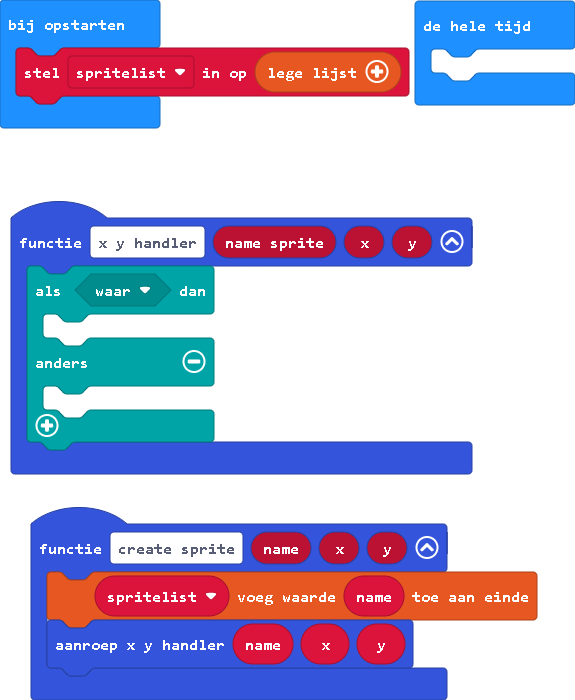 bij opstarten
de hele tijd
stel spritelist in op lege lijst
functie x y handler name sprite x y
als waar dan
anders
functie create sprite name x y
spritelist voeg waarde name toe aan einde
aanroep x y handler name x y